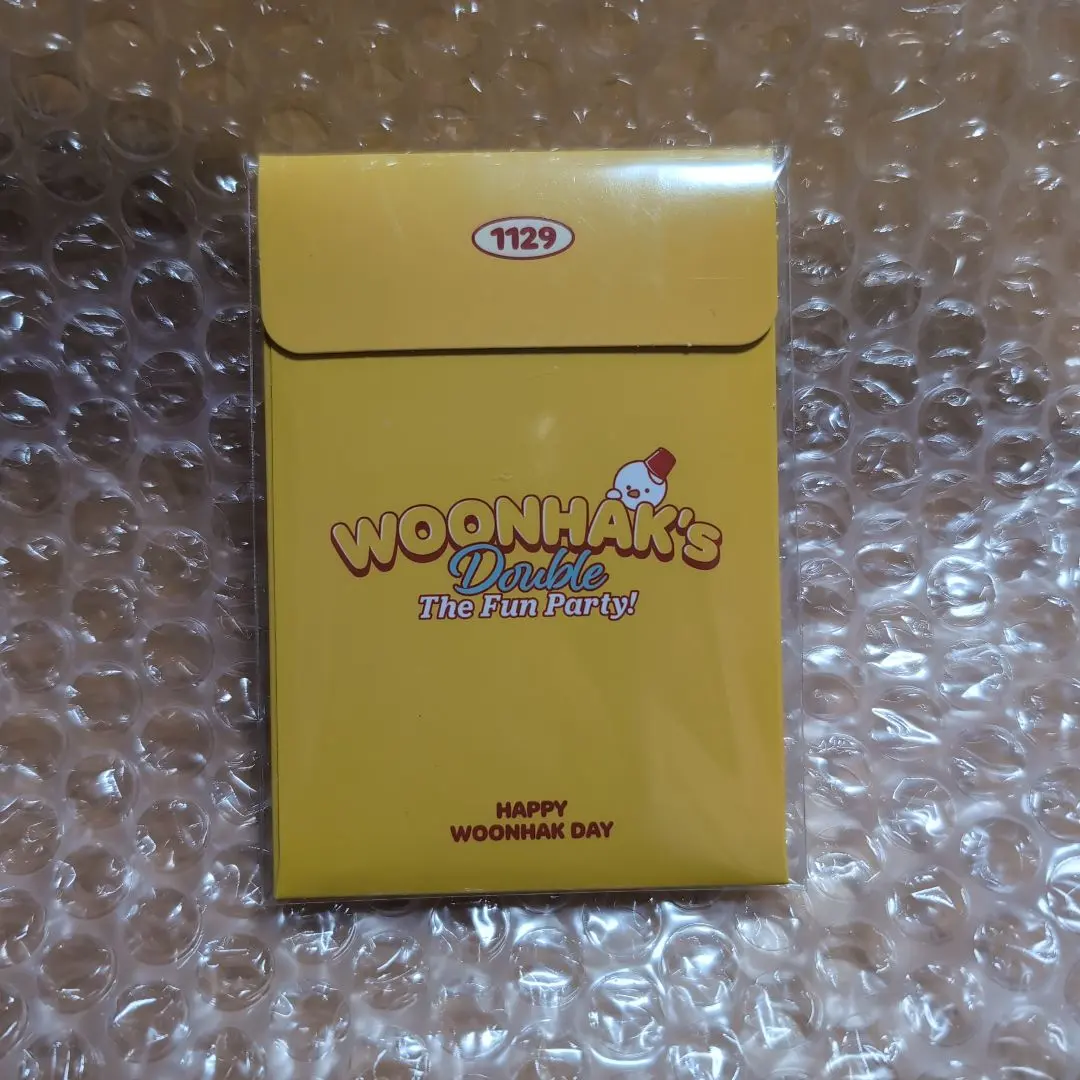 1129
WOONHAK's
Double
The Fun Party!
HAPPY
WOONHAK DAY